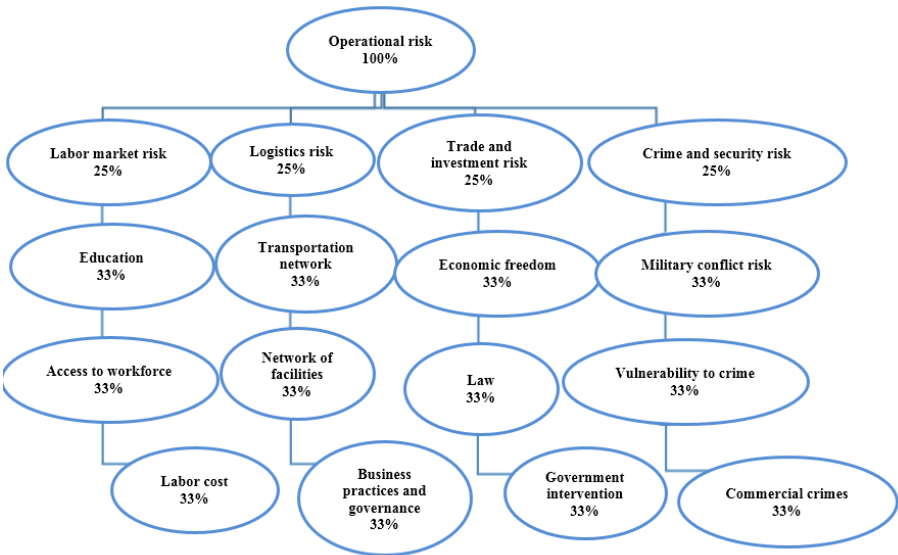 Operational risk
100%
Labor market risk
25%
Logistics risk
25%
Trade and
investment risk
25%
Crime and security risk
25%
Education
33%
Transportation
network
33%
Economic freedom
33%
Military conflict risk
33%
Access to workforce
33%
Network of
facilities
33%
Law
33%
Vulnerability to crime
33%
Labor cost
33%
Business
practices and
governance
33%
Government
intervention
33%
Commercial crimes
33%